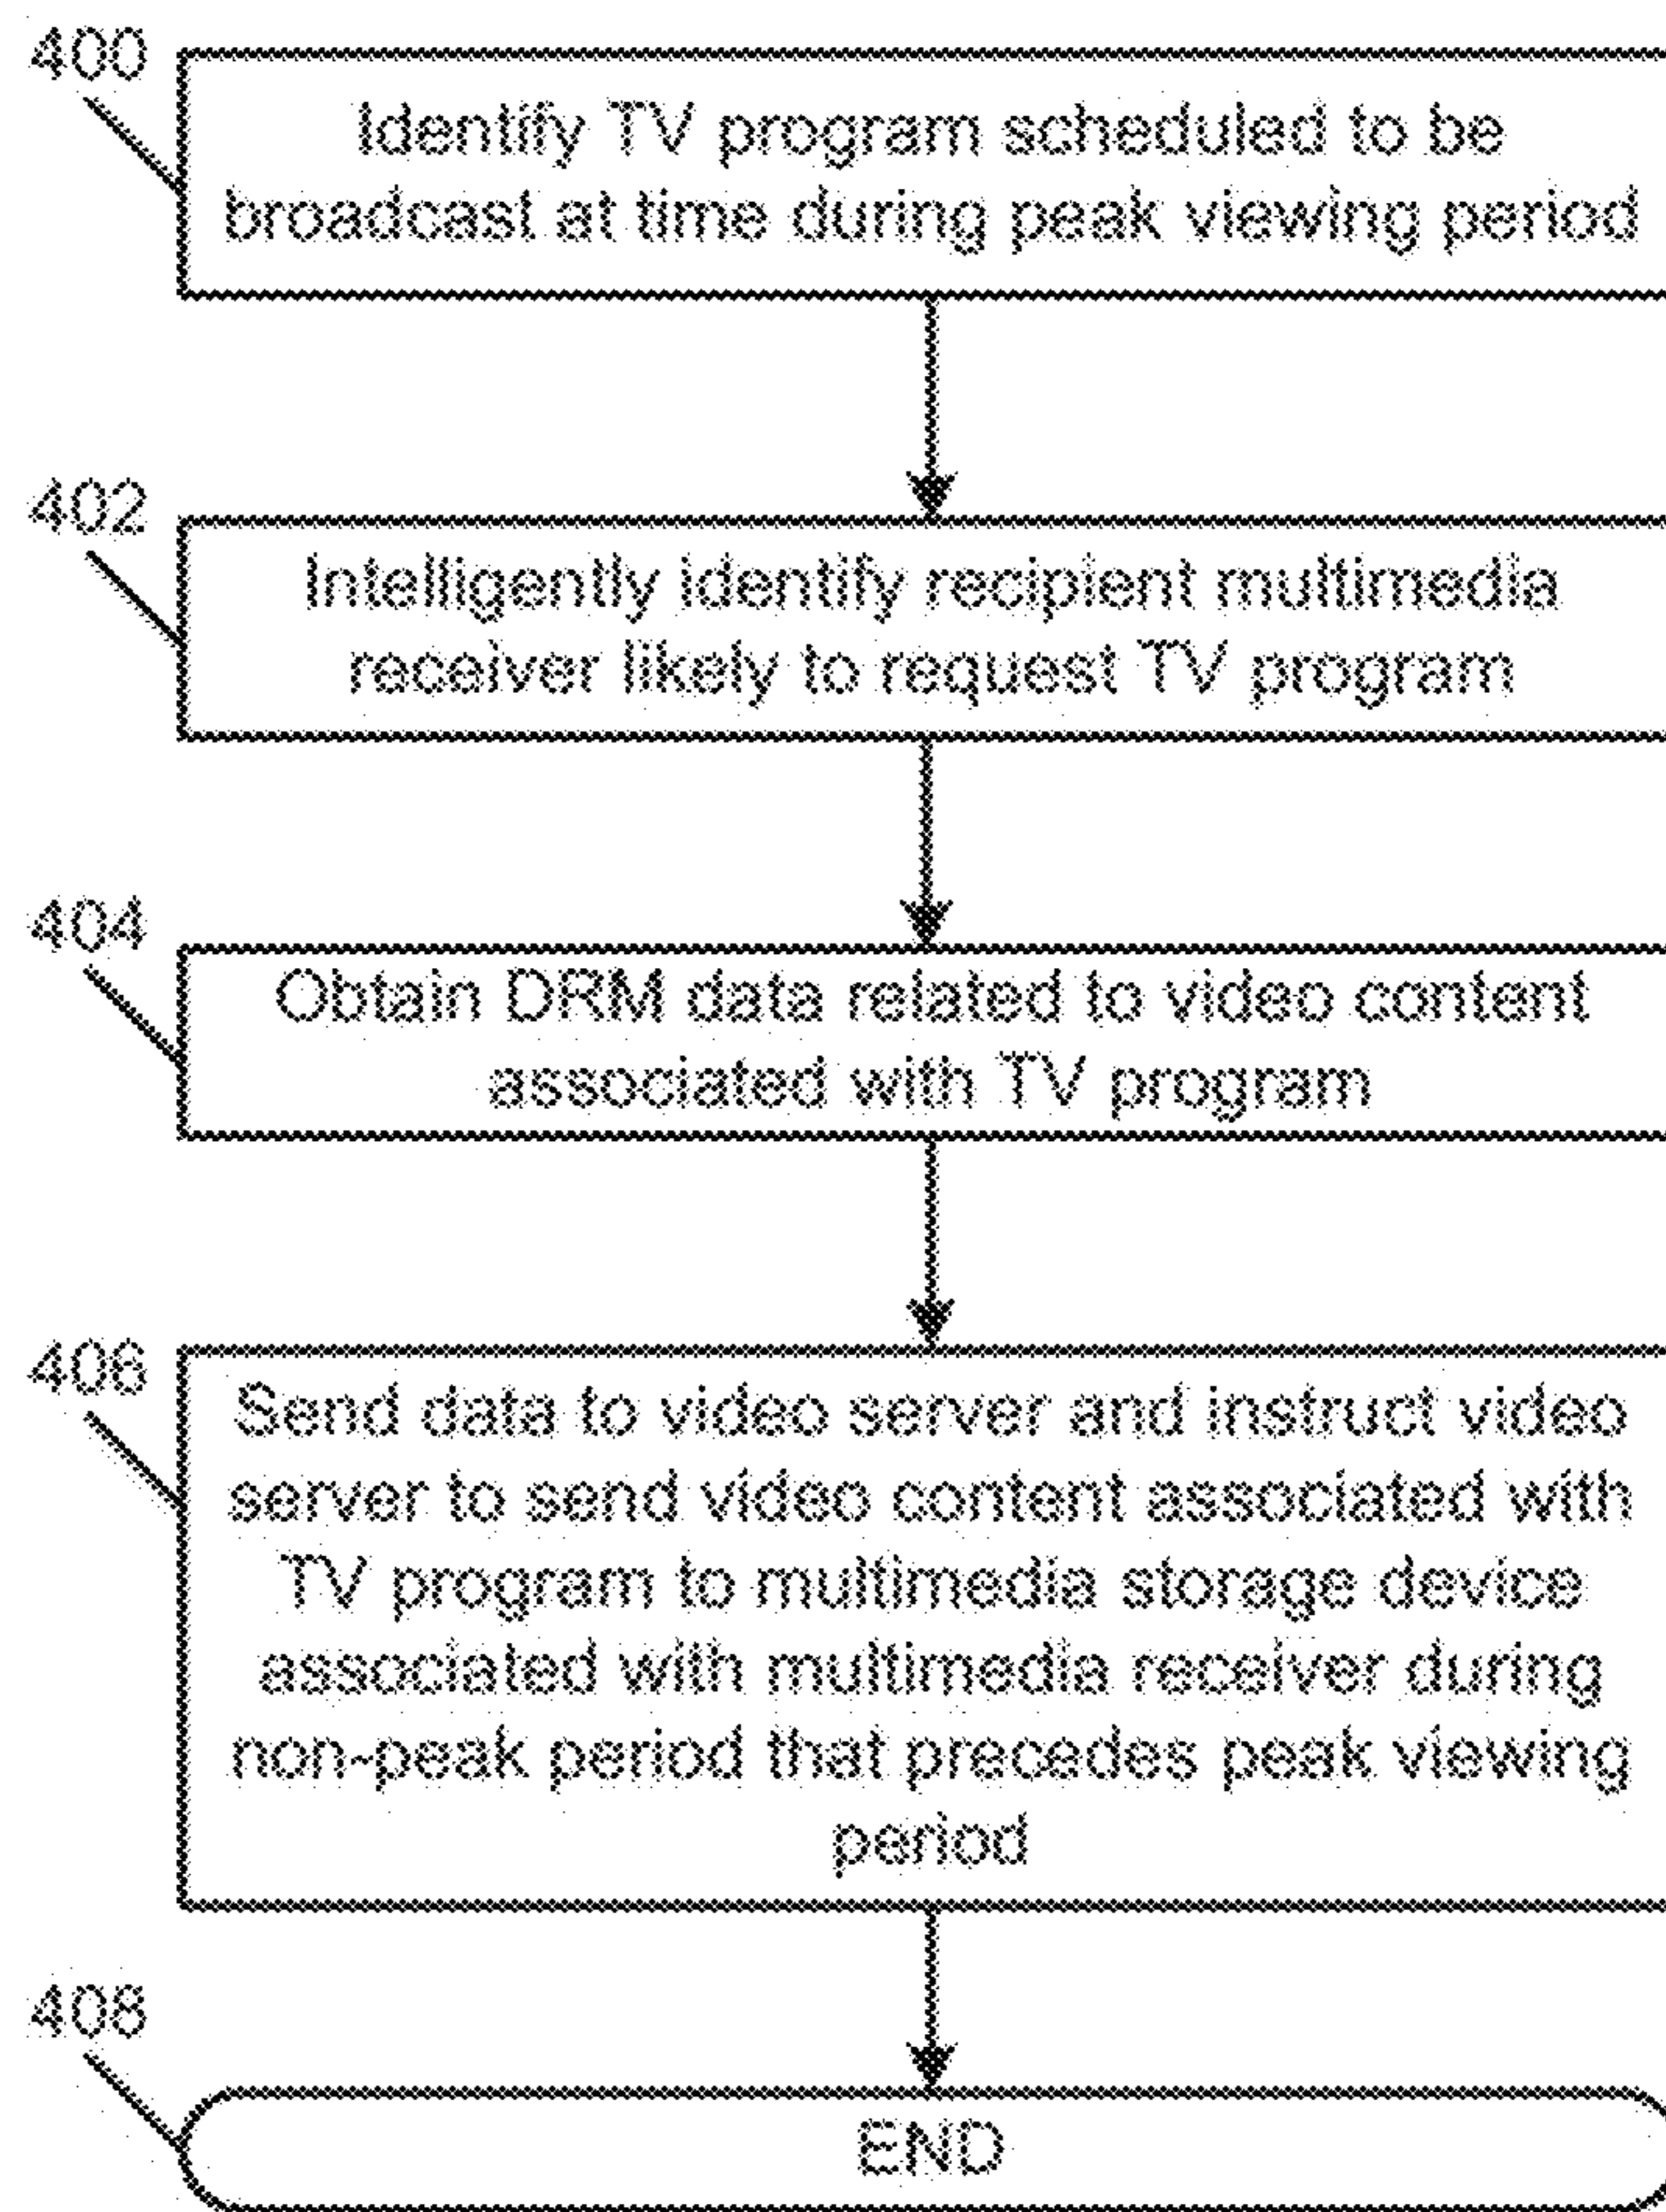 400
Identify TV program scheduled to be
broadcast at time during peak viewing period
402
Intelligently identify recipient multimedia
receiver likely to request TV program
404
Obtain DRM data related to video content
associated with TV program
406
Send data to video server and instruct video
server to send video content associated with
TV program to multimedia storage device
associated with multimedia receiver during
non-peak period that precedes peak viewing
period
408
END